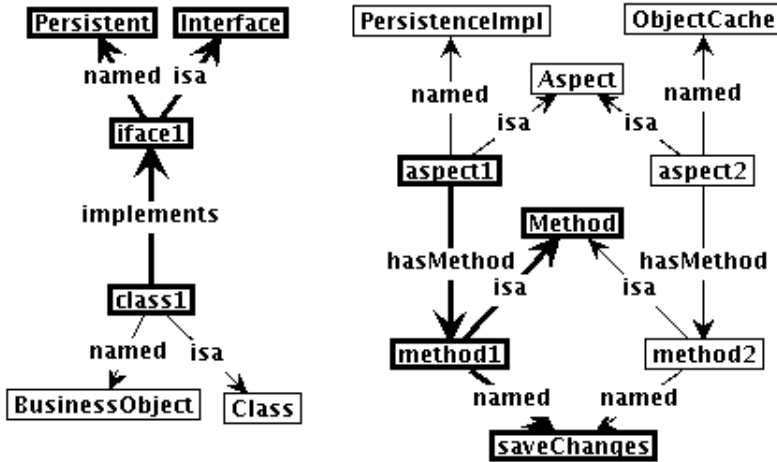 Persistent Interface
named isa
iface1
implements
class1
named isa
BusinessObject Class
PersistenceImpl ObjectCache
named Aspect named
isa isa
aspect1 aspect2
Method
hasMethod hasMethod
isa isa
method1 method2
named named
saveChanges